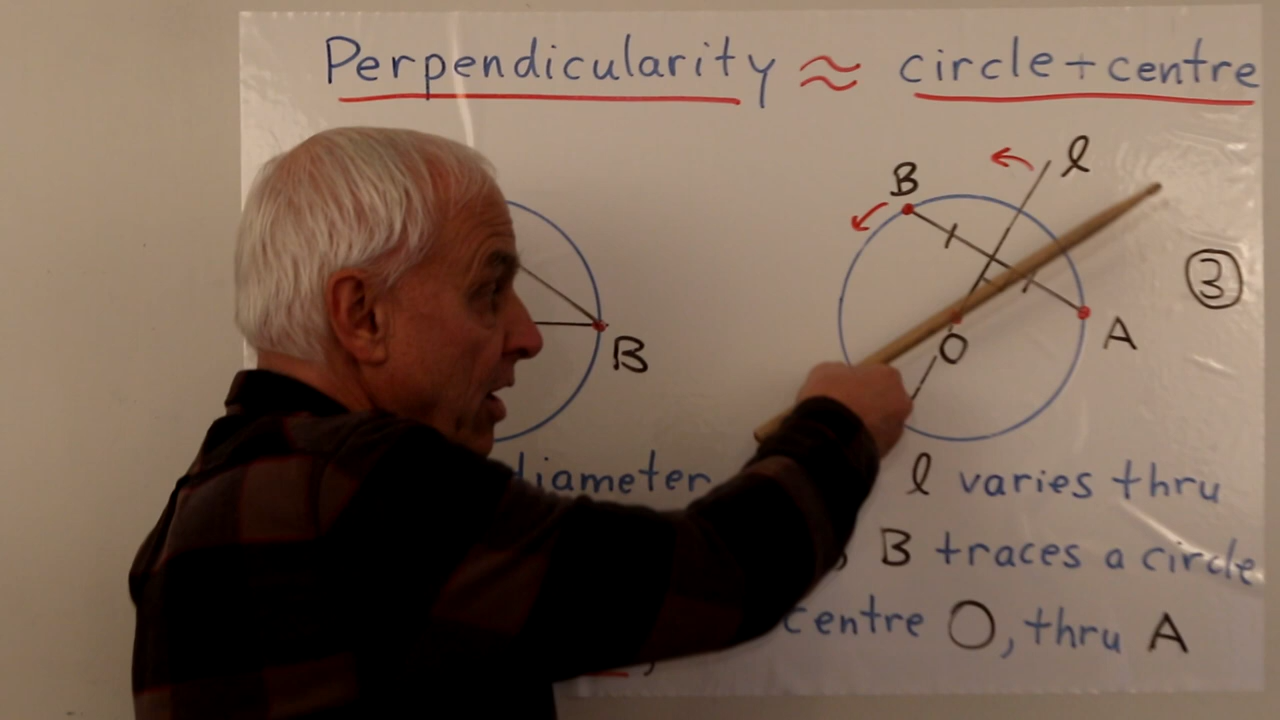 Perpendicularity ≈ circle+centre
l
B
3
A
O
B
diameter
l varies thru
B traces a circle
centre O, thru A